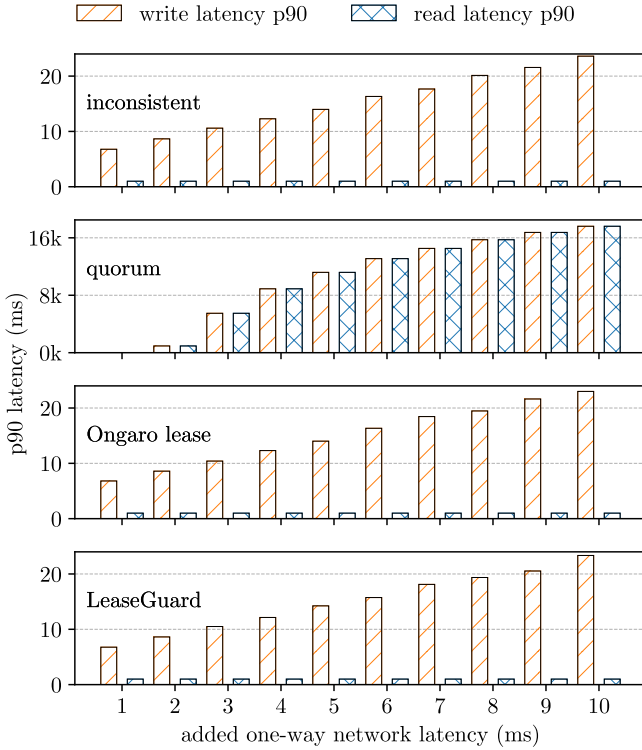 write latency p90 read latency p90
20
inconsistent
10
0
16k
quorum
8k
0k
p90 latency (ms)
20
Ongaro lease
10
0
20
LeaseGuard
10
0
1 2 3 4 5 6 7 8 9 10
added one-way network latency (ms)